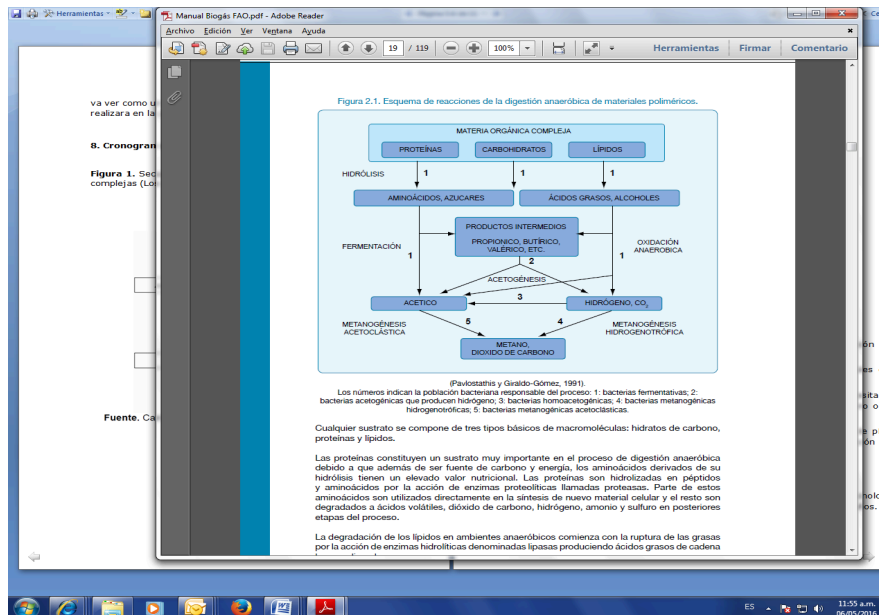 Herramientas
Manual Biogás FAO.pdf - Adobe Reader
Archivo Edición Ver Ventana Ayuda
19 / 119
100%
Herramientas Firmar Comentario
va ver como u
realizara en la
8. Cronogran
Figura 1. Sec
complejas (Lo
Fuente. Ca
Figura 2.1. Esquema de reacciones de la digestión anaeróbica de materiales poliméricos.
MATERIA ORGÁNICA COMPLEJA
PROTEÍNAS CARBOHIDRATOS LÍPIDOS
HIDRÓLISIS 1 1 1
AMINOÁCIDOS, AZUCARES ÁCIDOS GRASOS, ALCOHOLES
PRODUCTOS INTERMEDIOS
PROPIONICO, BUTÍRICO,
VALÉRICO, ETC.
FERMENTACIÓN 1
1 OXIDACIÓN
ANAEROBICA
2
ACETOGÉNESIS
3
ACETICO HIDRÓGENO, CO2
METANOGÉNESIS
ACETOCLÁSTICA
5 4
METANOGÉNESIS
HIDROGENOTRÓFICA
METANO,
DIOXIDO DE CARBONO
(Pavlostathis y Giraldo-Gómez, 1991).
Los números indican la población bacteriana responsable del proceso: 1: bacterias fermentativas; 2:
bacterias acetogénicas que producen hidrógeno; 3: bacterias homoacetogénicas; 4: bacterias metanogénicas
hidrogenotróficas; 5: bacterias metanogénicas acetoclásticas.
Cualquier sustrato se compone de tres tipos básicos de macromoléculas: hidratos de carbono,
proteínas y lípidos.
Las proteínas constituyen un sustrato muy importante en el proceso de digestión anaeróbica
debido a que además de ser fuente de carbono y energía, los aminoácidos derivados de su
hidrólisis tienen un elevado valor nutricional. Las proteínas son hidrolizadas en péptidos
y aminoácidos por la acción de enzimas proteolíticas llamadas proteasas. Parte de estos
aminoácidos son utilizados directamente en la síntesis de nuevo material celular y el resto son
degradados a ácidos volátiles, dióxido de carbono, hidrógeno, amonio y sulfuro en posteriores
etapas del proceso.
La degradación de los lípidos en ambientes anaeróbicos comienza con la ruptura de las grasas
por la acción de enzimas hidrolíticas denominadas lipasas produciendo ácidos grasos de cadena
ES
11:55 a.m.
06/05/2016